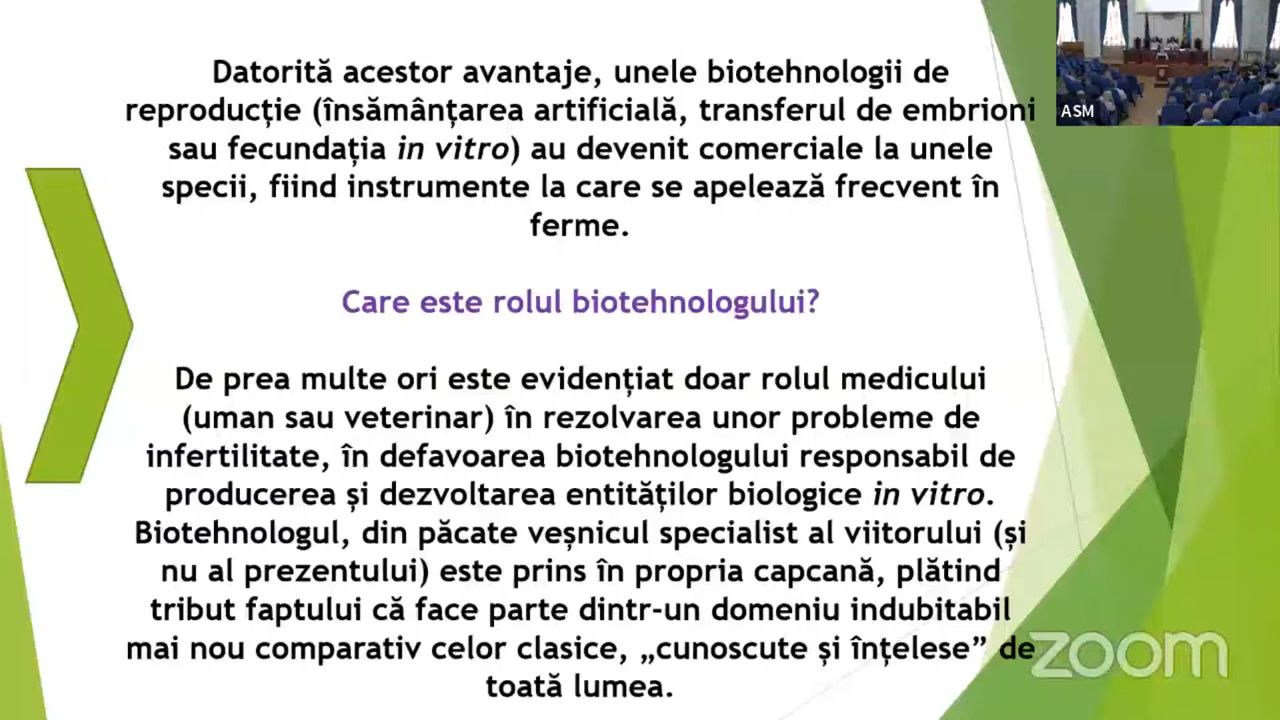 Datorită acestor avantaje, unele biotehnologii de
reproducție (însămânțarea artificială, transferul de embrioni
sau fecundația in vitro) au devenit comerciale la unele
specii, fiind instrumente la care se apelează frecvent în
ferme.
Care este rolul biotehnologului?
De prea multe ori este evidențiat doar rolul medicului
(uman sau veterinar) în rezolvarea unor probleme de
infertilitate, în defavoarea biotehnologului responsabil de
producerea și dezvoltarea entităților biologice in vitro.
Biotehnologul, din păcate veșnicul specialist al viitorului (și
nu al prezentului) este prins în propria capcană, plătind
tribut faptului că face parte dintr-un domeniu indubitabil
mai nou comparativ celor clasice, „cunoscute și înțelese” de
toată lumea.
ASM
zoom